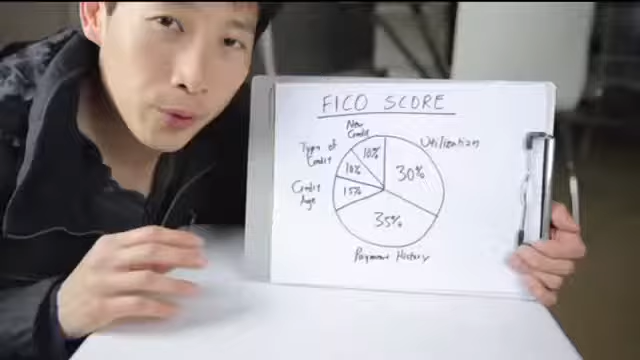 FICO SCORE
New
Credit
10%
Utilization
30%
Type of
Credit
10%
Credit
Age
15%
35%
Payment History